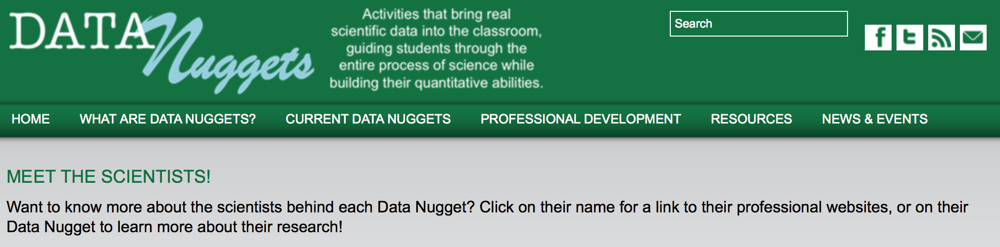 DATA Nuggets
Activities that bring real
scientific data into the classroom,
guiding students through the
entire process of science while
building their quantitative abilities.
Search
HOME WHAT ARE DATA NUGGETS? CURRENT DATA NUGGETS PROFESSIONAL DEVELOPMENT RESOURCES NEWS & EVENTS
MEET THE SCIENTISTS!
Want to know more about the scientists behind each Data Nugget? Click on their name for a link to their professional websites, or on their
Data Nugget to learn more about their research!